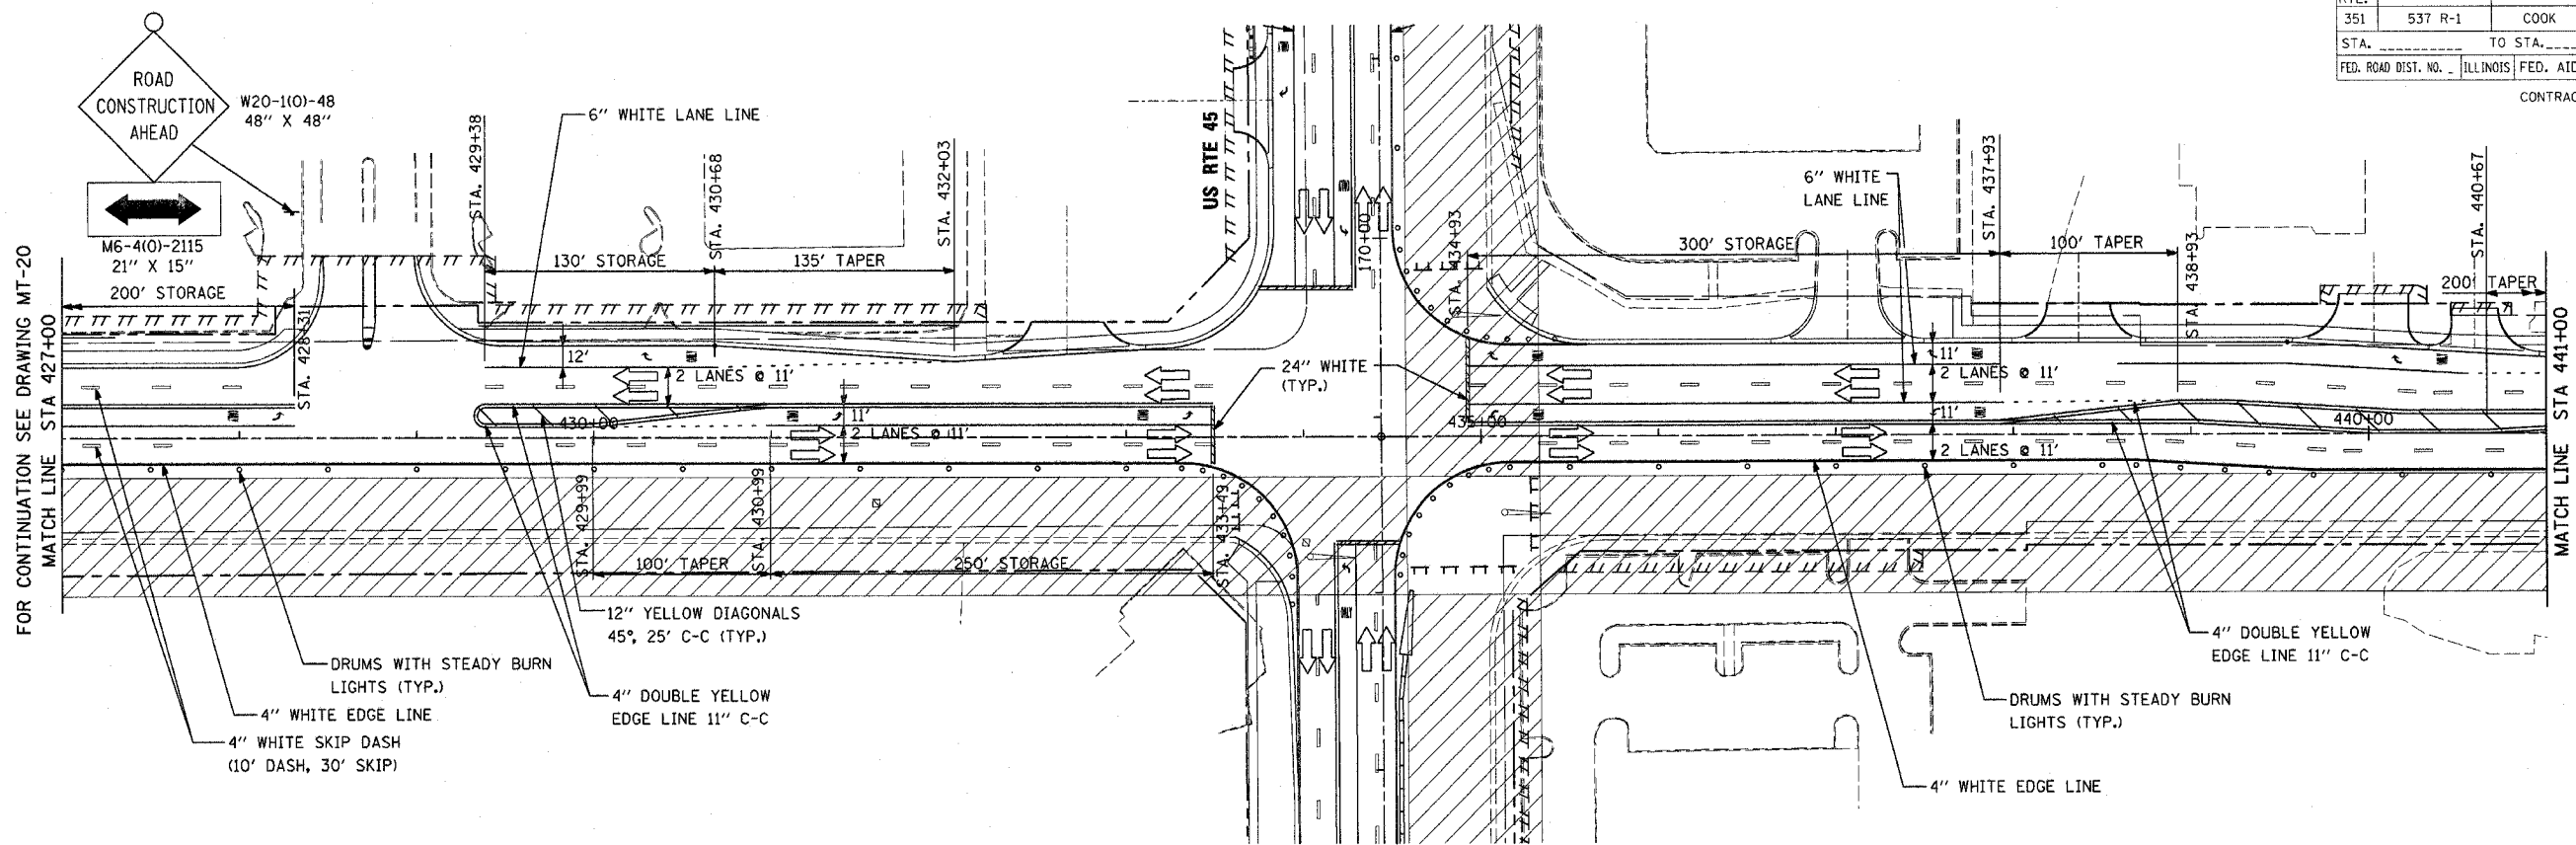 RTE.
351 537 R-1 COOK
STA. TO STA.
FED. ROAD DIST. NO. ILLINOIS FED. AID
CONTRAC
ROAD
CONSTRUCTION
AHEAD
W20-1(O)-48
48" X 48"
M6-4(O)-2115
21" X 15"
FOR CONTINUATION SEE DRAWING MT-20
MATCH LINE STA 427+00
200' STORAGE
STA. 428+31
STA. 429+38
6" WHITE LANE LINE
130' STORAGE
STA. 430+68
135' TAPER
STA. 432+03
US RTE 45
170+00
STA. 434+93
300' STORAGE
6" WHITE
LANE LINE
STA. 437+93
100' TAPER
STA. 438+93
STA. 440+67
200' TAPER
MATCH LINE STA 441+00
12'
2 LANES @ 11'
11'
2 LANES @ 11'
430+00
24" WHITE
(TYP.)
435+00
11'
2 LANES @ 11'
11'
2 LANES @ 11'
440+00
STA. 429+99
100' TAPER
STA. 430+99
250' STORAGE
STA. 433+49
ONLY
12" YELLOW DIAGONALS
45°, 25' C-C (TYP.)
DRUMS WITH STEADY BURN
LIGHTS (TYP.)
4" DOUBLE YELLOW
EDGE LINE 11" C-C
4" WHITE EDGE LINE
4" WHITE SKIP DASH
(10' DASH, 30' SKIP)
4" DOUBLE YELLOW
EDGE LINE 11" C-C
DRUMS WITH STEADY BURN
LIGHTS (TYP.)
4" WHITE EDGE LINE